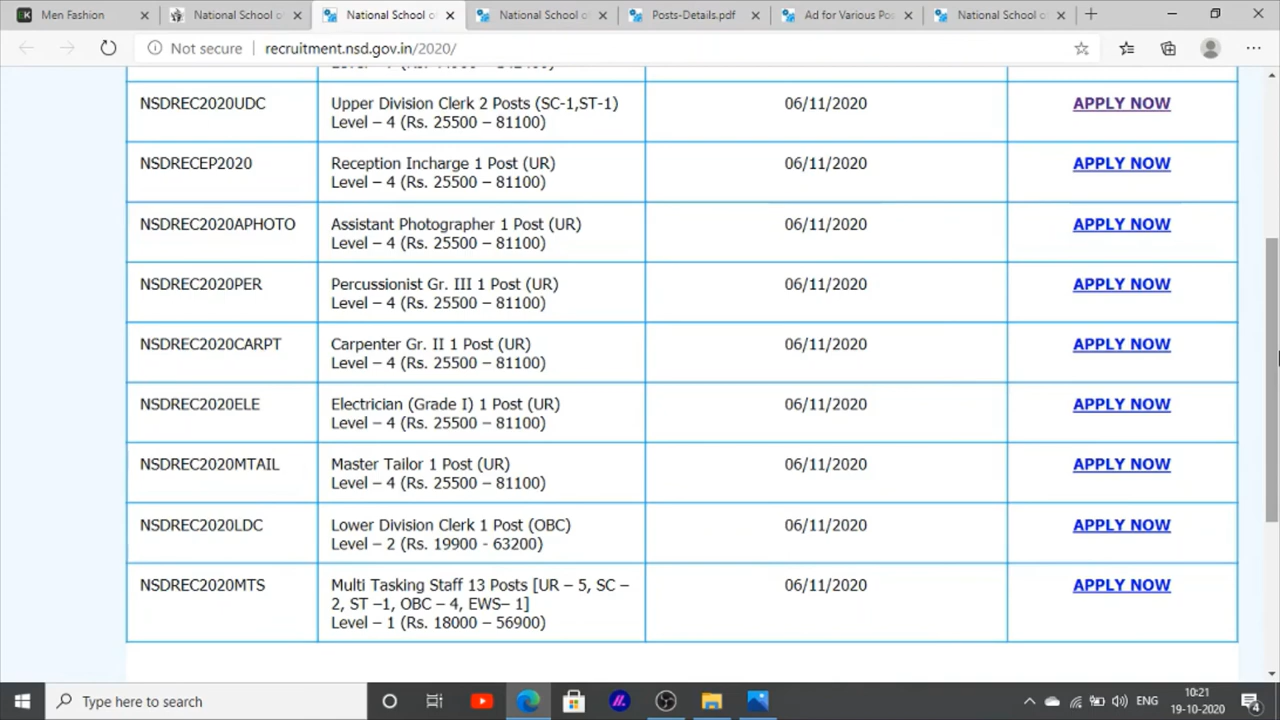 Men Fashion
National School o
National School o
National School o
Posts-Details.pdf
Ad for Various Po
National School o
Not secure
recruitment.nsd.gov.in/2020/
NSDREC2020UDC
Upper Division Clerk 2 Posts (SC-1,ST-1)
Level – 4 (Rs. 25500 – 81100)
06/11/2020
APPLY NOW
NSDRECEP2020
Reception Incharge 1 Post (UR)
Level – 4 (Rs. 25500 – 81100)
06/11/2020
APPLY NOW
NSDREC2020APHOTO
Assistant Photographer 1 Post (UR)
Level – 4 (Rs. 25500 – 81100)
06/11/2020
APPLY NOW
NSDREC2020PER
Percussionist Gr. III 1 Post (UR)
Level – 4 (Rs. 25500 – 81100)
06/11/2020
APPLY NOW
NSDREC2020CARPT
Carpenter Gr. II 1 Post (UR)
Level – 4 (Rs. 25500 – 81100)
06/11/2020
APPLY NOW
NSDREC2020ELE
Electrician (Grade I) 1 Post (UR)
Level – 4 (Rs. 25500 – 81100)
06/11/2020
APPLY NOW
NSDREC2020MTAIL
Master Tailor 1 Post (UR)
Level – 4 (Rs. 25500 – 81100)
06/11/2020
APPLY NOW
NSDREC2020LDC
Lower Division Clerk 1 Post (OBC)
Level – 2 (Rs. 19900 - 63200)
06/11/2020
APPLY NOW
NSDREC2020MTS
Multi Tasking Staff 13 Posts [UR – 5, SC –
2, ST –1, OBC – 4, EWS– 1]
Level – 1 (Rs. 18000 – 56900)
06/11/2020
APPLY NOW
Type here to search
ENG
10:21
19-10-2020
4